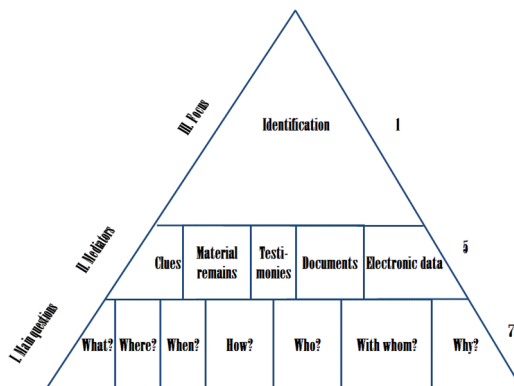 III. Focus
Identification
1
II. Mediators
Clues
Material
remains
Testi-
monies
Documents
Electronic data
5
I. Main questions
What?
Where?
When?
How?
Who?
With whom?
Why?
7